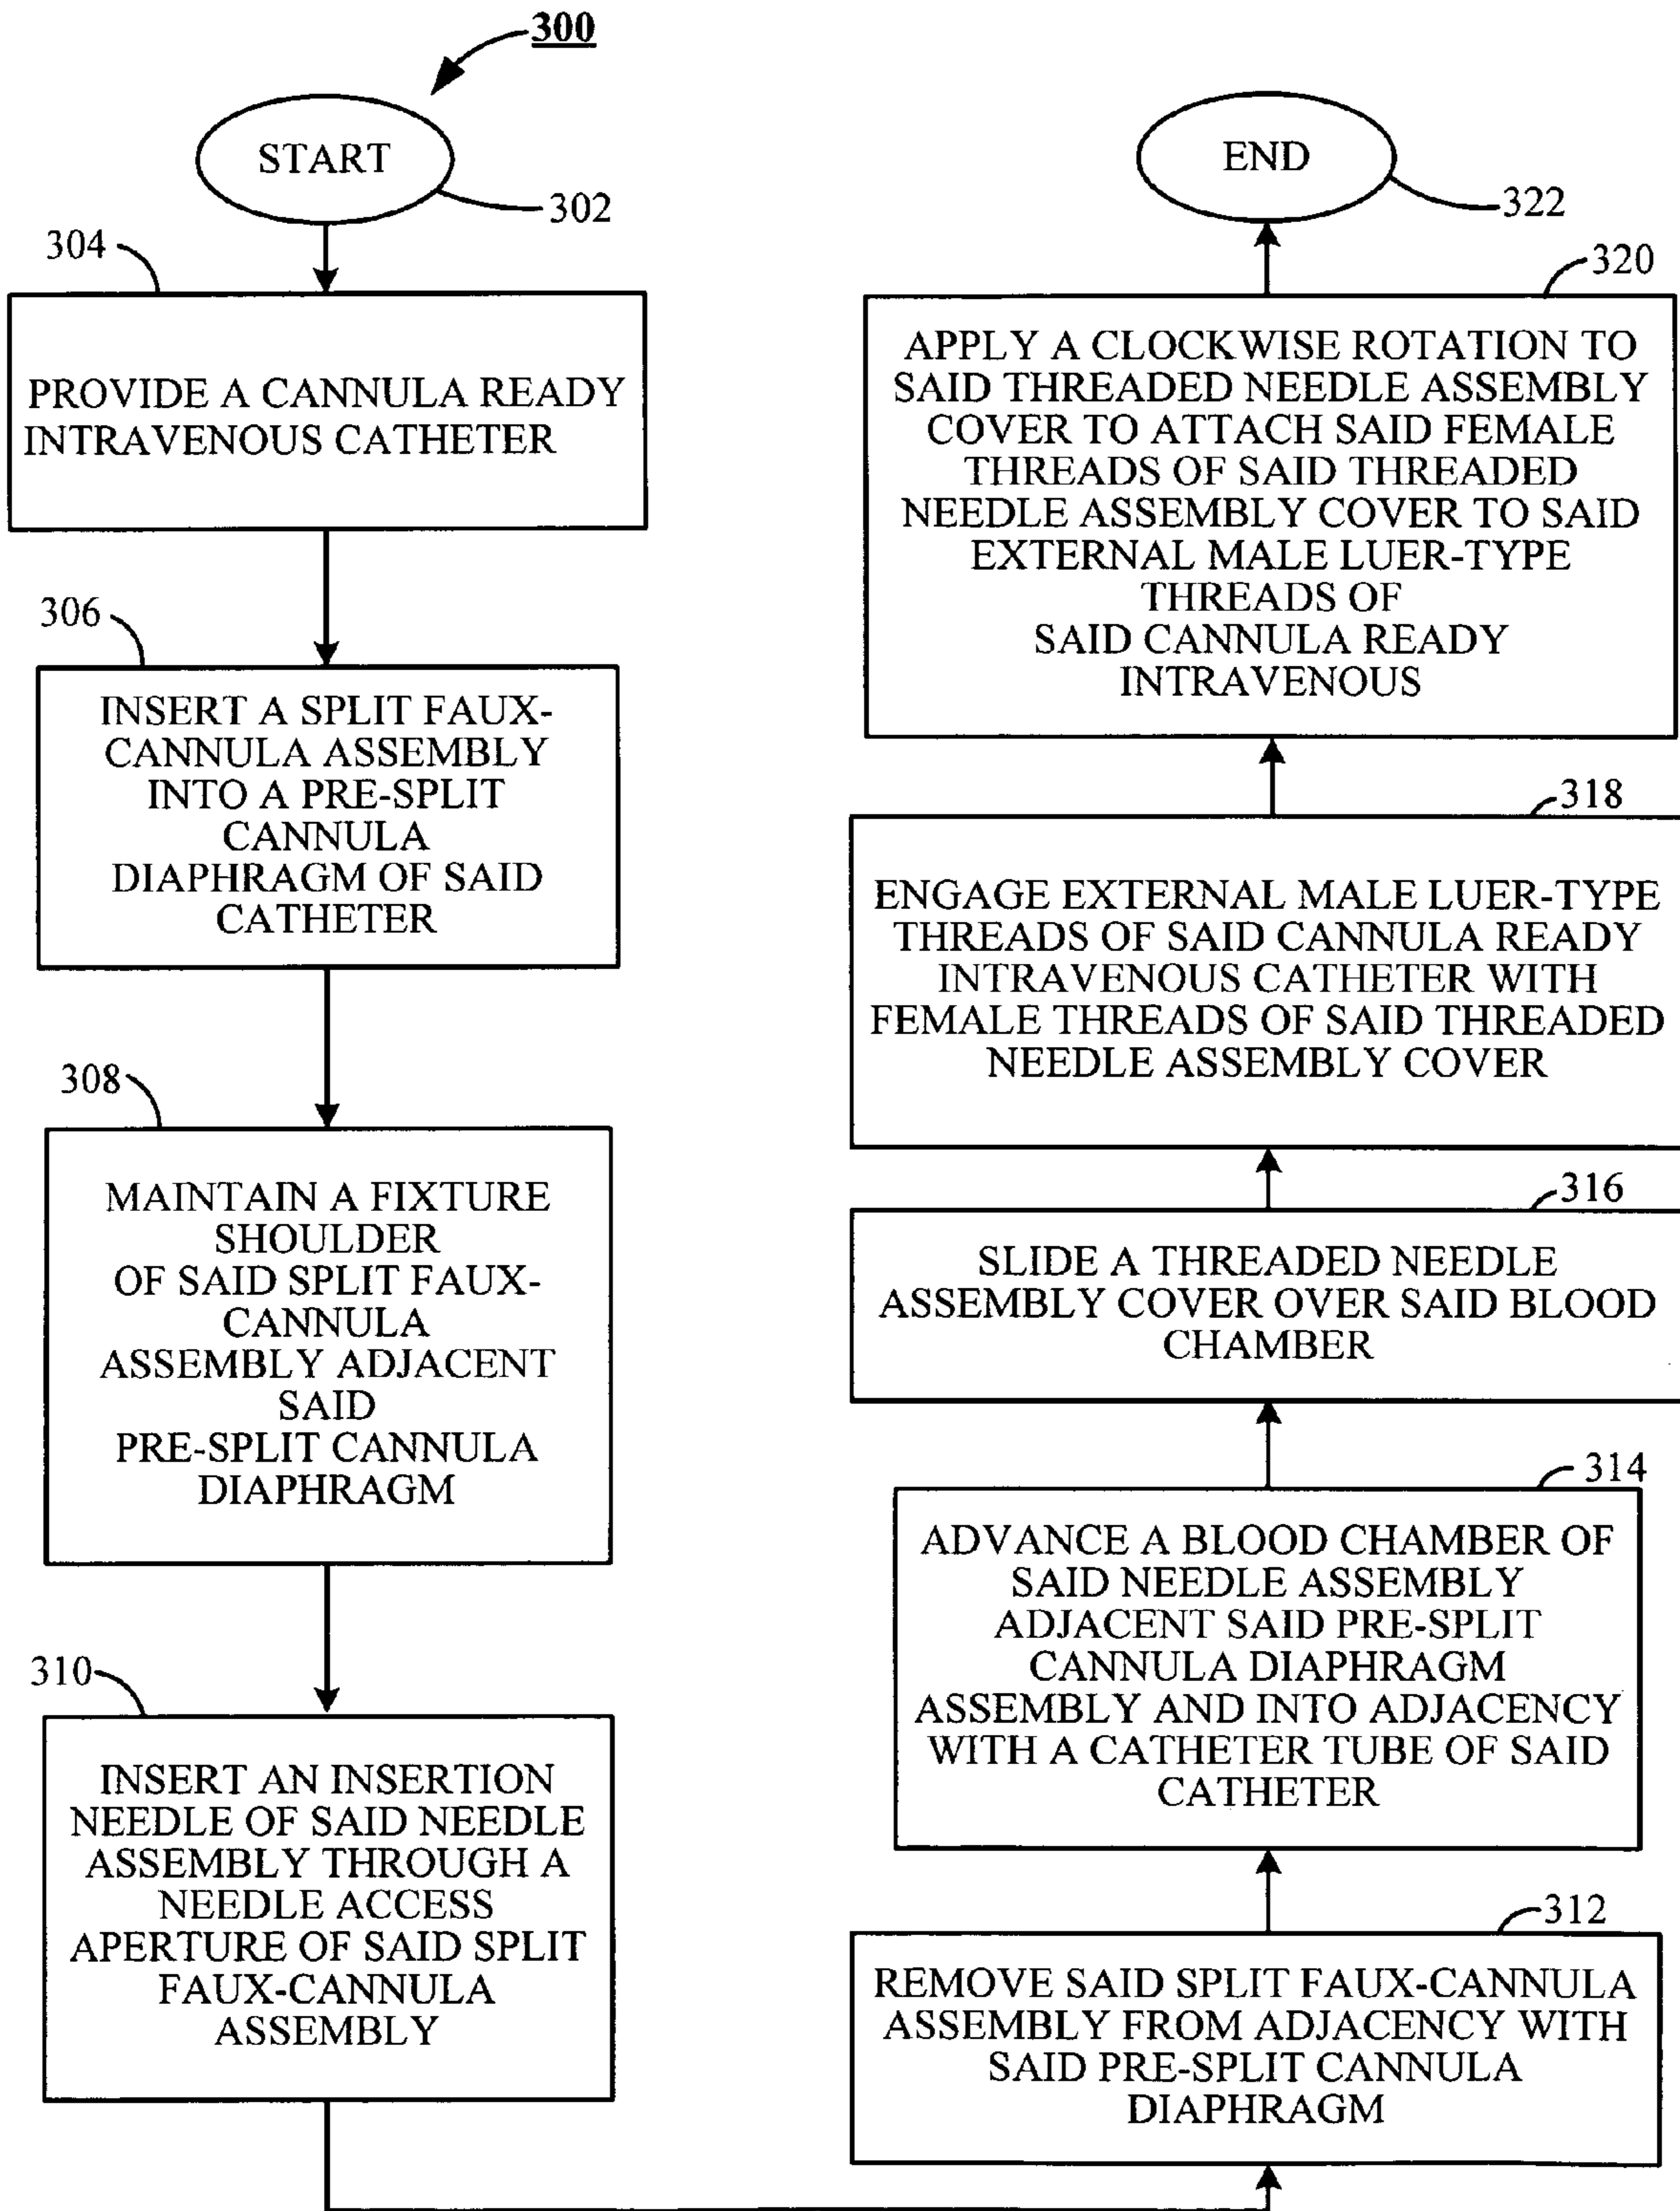 300
START
302
304
PROVIDE A CANNULA READY
INTRAVENOUS CATHETER
306
INSERT A SPLIT FAUX-
CANNULA ASSEMBLY
INTO A PRE-SPLIT
CANNULA
DIAPHRAGM OF SAID
CATHETER
308
MAINTAIN A FIXTURE
SHOULDER
OF SAID SPLIT FAUX-
CANNULA
ASSEMBLY ADJACENT
SAID
PRE-SPLIT CANNULA
DIAPHRAGM
310
INSERT AN INSERTION
NEEDLE OF SAID NEEDLE
ASSEMBLY THROUGH A
NEEDLE ACCESS
APERTURE OF SAID SPLIT
FAUX-CANNULA
ASSEMBLY
312
REMOVE SAID SPLIT FAUX-CANNULA
ASSEMBLY FROM ADJACENCY WITH
SAID PRE-SPLIT CANNULA
DIAPHRAGM
314
ADVANCE A BLOOD CHAMBER OF
SAID NEEDLE ASSEMBLY
ADJACENT SAID PRE-SPLIT
CANNULA DIAPHRAGM
ASSEMBLY AND INTO ADJACENCY
WITH A CATHETER TUBE OF SAID
CATHETER
316
SLIDE A THREADED NEEDLE
ASSEMBLY COVER OVER SAID BLOOD
CHAMBER
318
ENGAGE EXTERNAL MALE LUER-TYPE
THREADS OF SAID CANNULA READY
INTRAVENOUS CATHETER WITH
FEMALE THREADS OF SAID THREADED
NEEDLE ASSEMBLY COVER
320
APPLY A CLOCKWISE ROTATION TO
SAID THREADED NEEDLE ASSEMBLY
COVER TO ATTACH SAID FEMALE
THREADS OF SAID THREADED
NEEDLE ASSEMBLY COVER TO SAID
EXTERNAL MALE LUER-TYPE
THREADS OF
SAID CANNULA READY
INTRAVENOUS
END
322